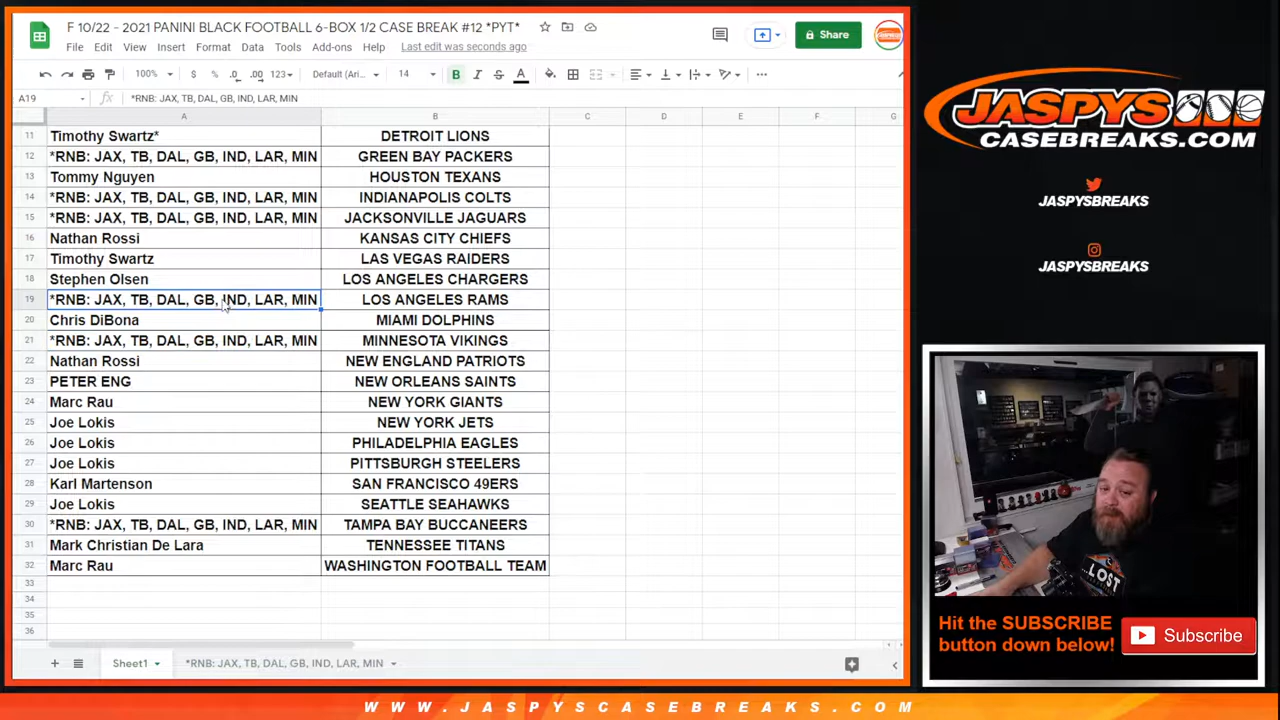 F 10/22 - 2021 PANINI BLACK FOOTBALL 6-BOX 1/2 CASE BREAK #12 *PYT*
File Edit View Insert Format Data Tools Add-ons Help Last edit was seconds ago
Share
100% $ % .0 .00 123 Default (Ari... 14 B I S A
A19 fx *RNB: JAX, TB, DAL, GB, IND, LAR, MIN
A B C D E F G
11 Timothy Swartz* DETROIT LIONS
12 *RNB: JAX, TB, DAL, GB, IND, LAR, MIN GREEN BAY PACKERS
13 Tommy Nguyen HOUSTON TEXANS
14 *RNB: JAX, TB, DAL, GB, IND, LAR, MIN INDIANAPOLIS COLTS
15 *RNB: JAX, TB, DAL, GB, IND, LAR, MIN JACKSONVILLE JAGUARS
16 Nathan Rossi KANSAS CITY CHIEFS
17 Timothy Swartz LAS VEGAS RAIDERS
18 Stephen Olsen LOS ANGELES CHARGERS
19 *RNB: JAX, TB, DAL, GB, IND, LAR, MIN LOS ANGELES RAMS
20 Chris DiBona MIAMI DOLPHINS
21 *RNB: JAX, TB, DAL, GB, IND, LAR, MIN MINNESOTA VIKINGS
22 Nathan Rossi NEW ENGLAND PATRIOTS
23 PETER ENG NEW ORLEANS SAINTS
24 Marc Rau NEW YORK GIANTS
25 Joe Lokis NEW YORK JETS
26 Joe Lokis PHILADELPHIA EAGLES
27 Joe Lokis PITTSBURGH STEELERS
28 Karl Martenson SAN FRANCISCO 49ERS
29 Joe Lokis SEATTLE SEAHAWKS
30 *RNB: JAX, TB, DAL, GB, IND, LAR, MIN TAMPA BAY BUCCANEERS
31 Mark Christian De Lara TENNESSEE TITANS
32 Marc Rau WASHINGTON FOOTBALL TEAM
33
34
35
36
Sheet1 *RNB: JAX, TB, DAL, GB, IND, LAR, MIN
JASPYS
CASEBREAKS.COM
JASPYSBREAKS
JASPYSBREAKS
...LOST
Hit the SUBSCRIBE
button down below!
Subscribe
WWW.JASPYSCASEBREAKS.COM